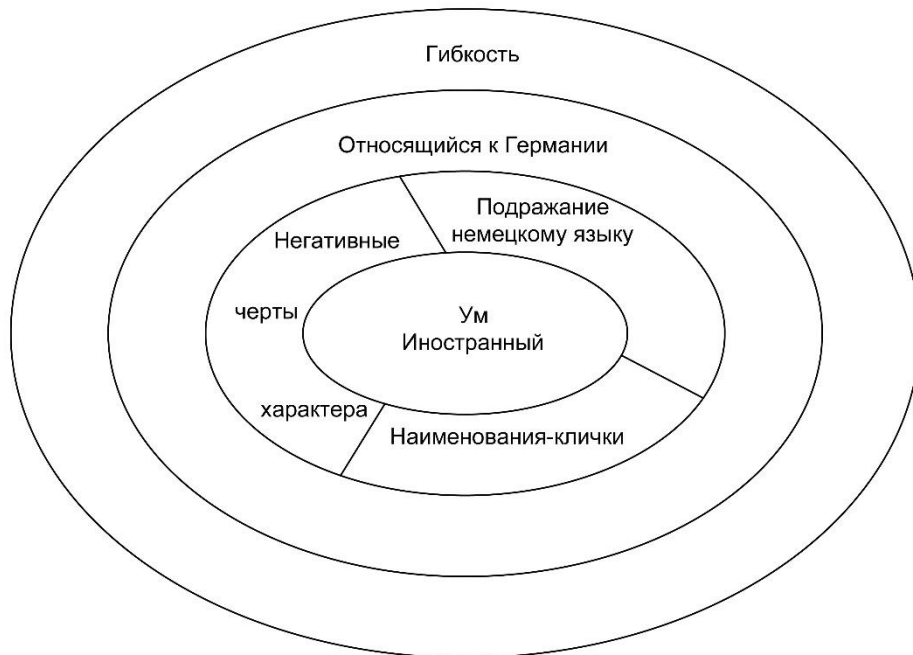 Гибкость
Относящийся к Германии
Подражание
немецкому языку
Негативные
черты
характера
Ум
Иностранный
Наименования-клички